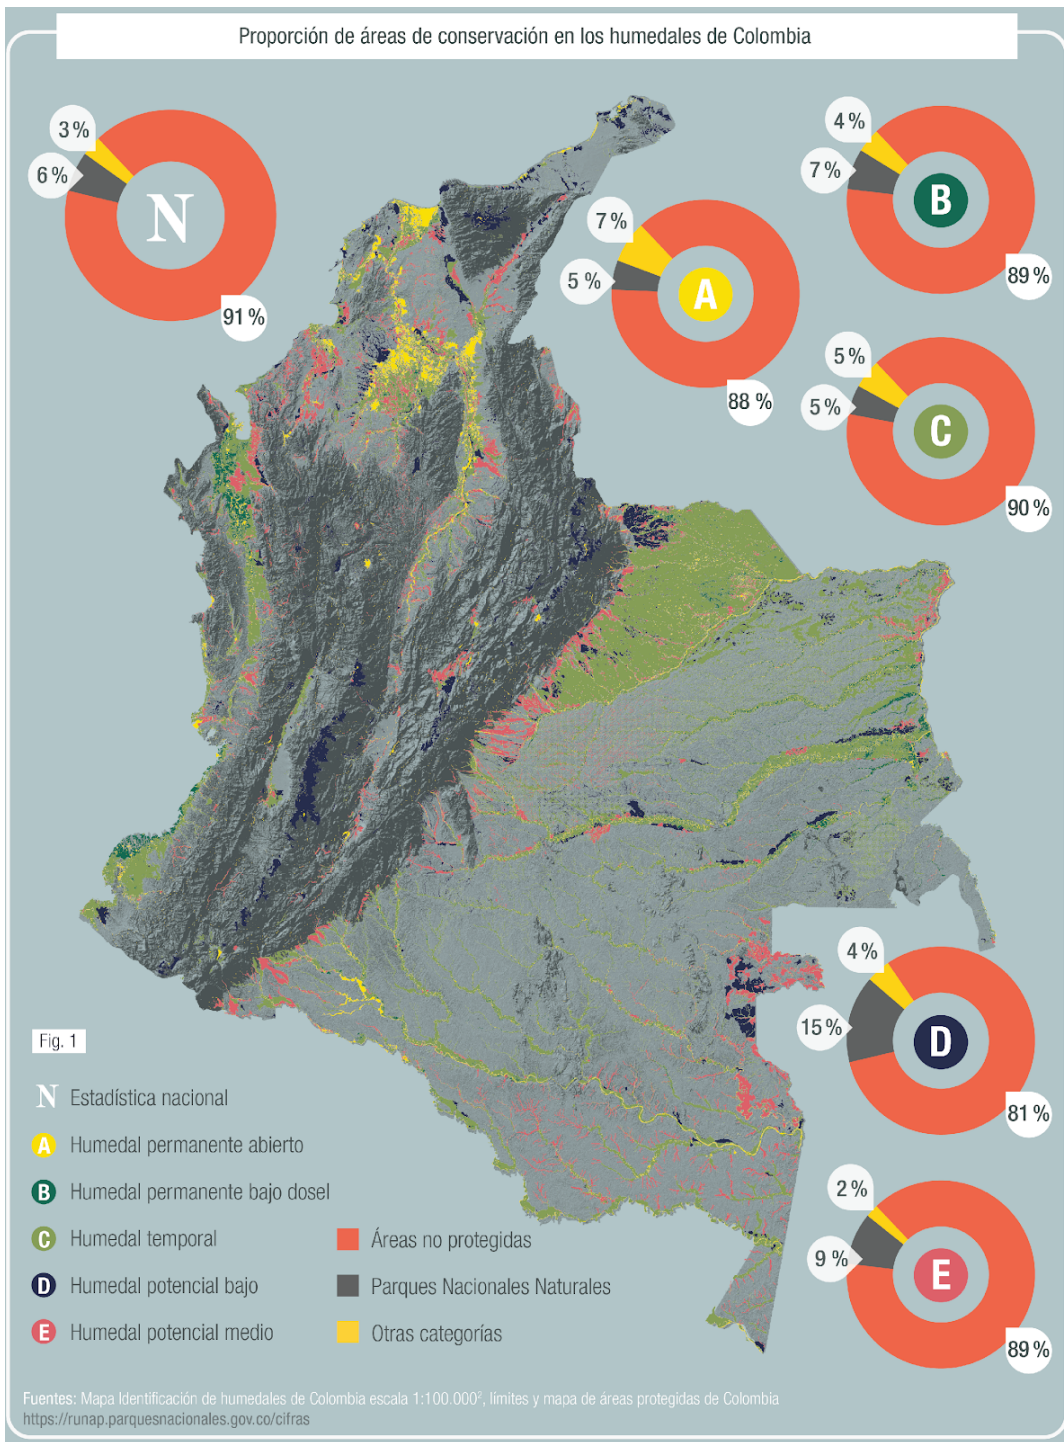 Proporción de áreas de conservación en los humedales de Colombia
3 %
6 %
N
91 %
7 %
5 %
A
88 %
4 %
7 %
B
89 %
5 %
5 %
C
90 %
4 %
15 %
D
81 %
2 %
9 %
E
89 %
Fig. 1
N Estadística nacional
A Humedal permanente abierto
B Humedal permanente bajo dosel
C Humedal temporal
D Humedal potencial bajo
E Humedal potencial medio
Áreas no protegidas
Parques Nacionales Naturales
Otras categorías
Fuentes: Mapa Identificación de humedales de Colombia escala 1:100.000², límites y mapa de áreas protegidas de Colombia
https://runap.parquesnacionales.gov.co/cifras